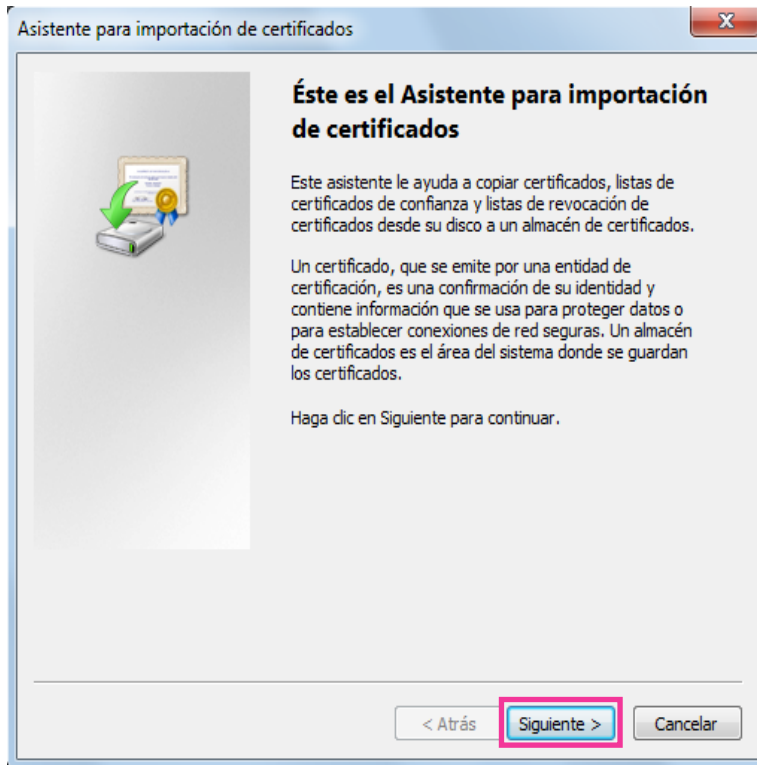 Asistente para importación de certificados
X
Éste es el Asistente para importación
de certificados
Este asistente le ayuda a copiar certificados, listas de
certificados de confianza y listas de revocación de
certificados desde su disco a un almacén de certificados.
Un certificado, que se emite por una entidad de
certificación, es una confirmación de su identidad y
contiene información que se usa para proteger datos o
para establecer conexiones de red seguras. Un almacén
de certificados es el área del sistema donde se guardan
los certificados.
Haga clic en Siguiente para continuar.
< Atrás
Siguiente >
Cancelar